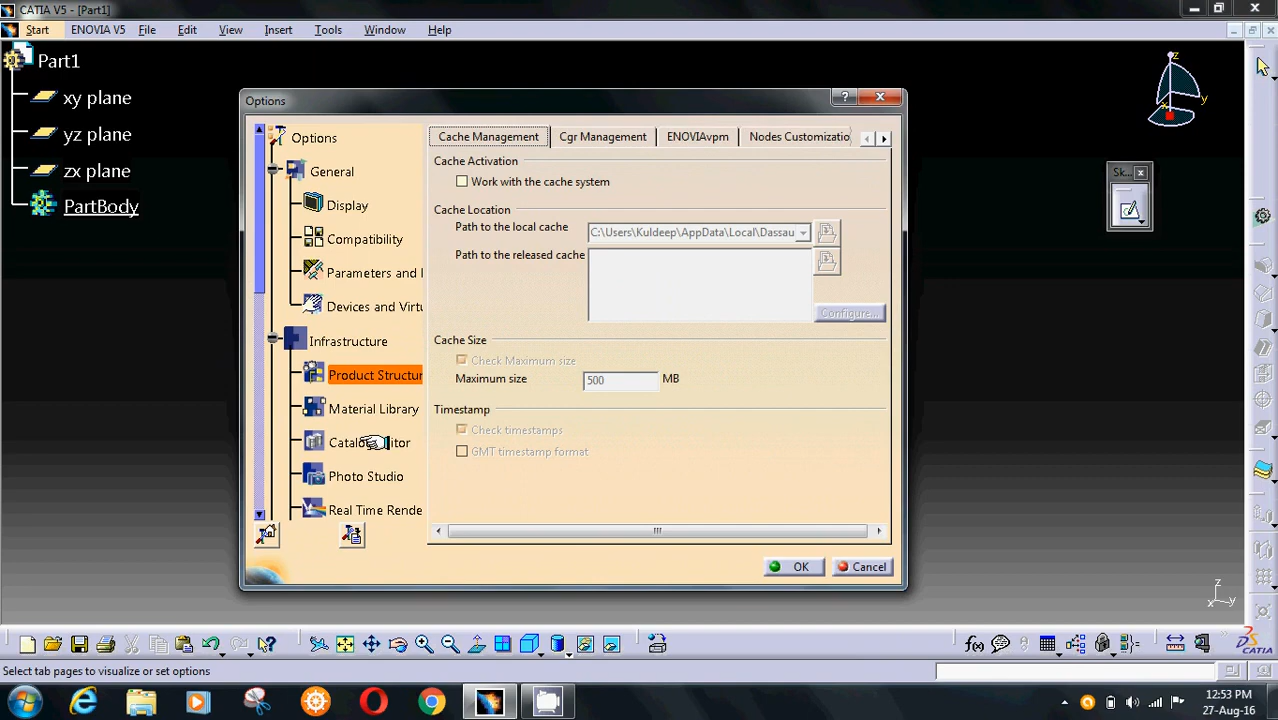 CATIA V5 - [Part1]
Start ENOVIA V5 File Edit View Insert Tools Window Help
Part1
xy plane
yz plane
zx plane
PartBody
z
y
x
Sk...
Options
Options
General
Display
Compatibility
Parameters and
Devices and Virtu
Infrastructure
Product Structur
Material Library
Photo Studio
Real Time Rende
Cache Management Cgr Management ENOVIAvpm Nodes Customizatio
Cache Activation
Work with the cache system
Cache Location
Path to the local cache C:\Users\Kuldeep\AppData\Local\Dassau
Path to the released cache
Configure...
Cache Size
Check Maximum size
Maximum size 500 MB
Timestamp
Check timestamps
GMT timestamp format
OK Cancel
z
x y
f(x)
CATIA
Select tab pages to visualize or set options
12:53 PM
27-Aug-16